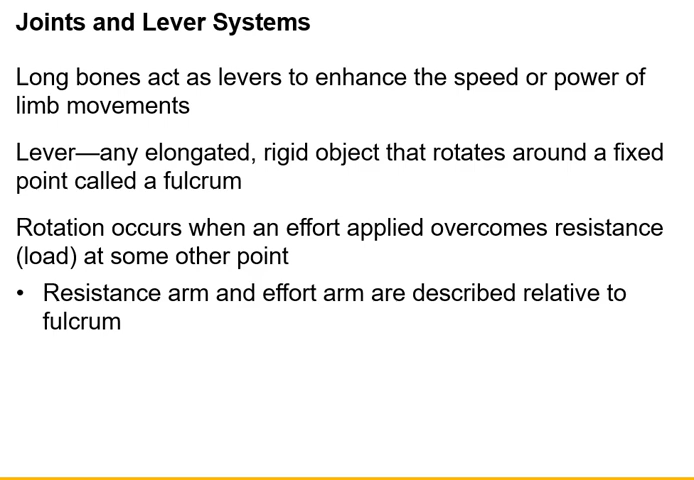 Joints and Lever Systems
Long bones act as levers to enhance the speed or power of
limb movements
Lever—any elongated, rigid object that rotates around a fixed
point called a fulcrum
Rotation occurs when an effort applied overcomes resistance
(load) at some other point
• Resistance arm and effort arm are described relative to
fulcrum